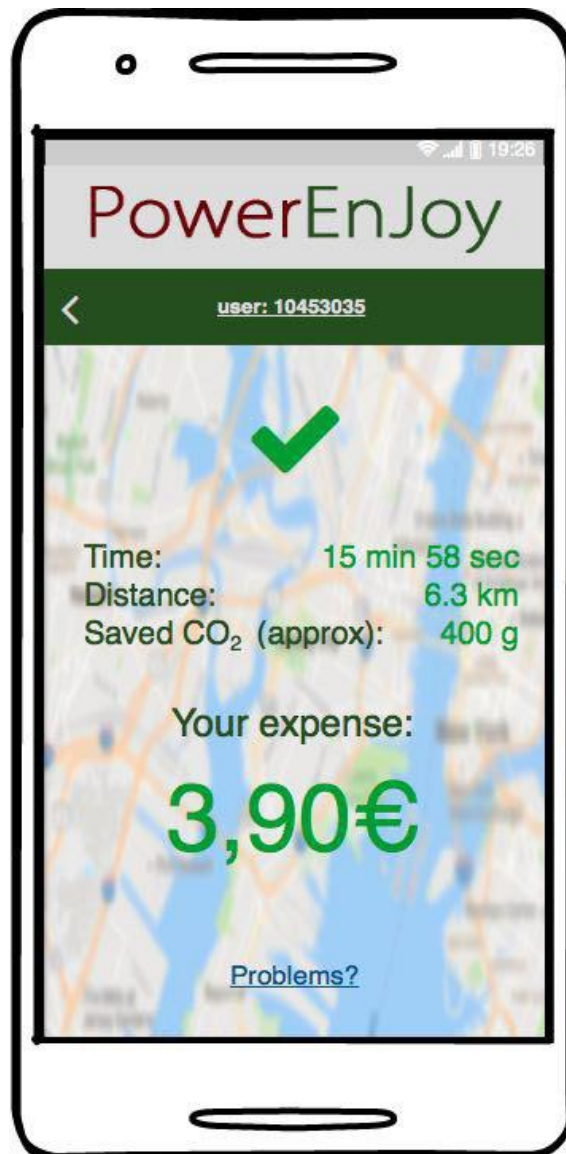 19:26
PowerEnJoy
user: 10453035
Time: 15 min 58 sec
Distance: 6.3 km
Saved CO₂ (approx): 400 g
Your expense:
3,90€
Problems?